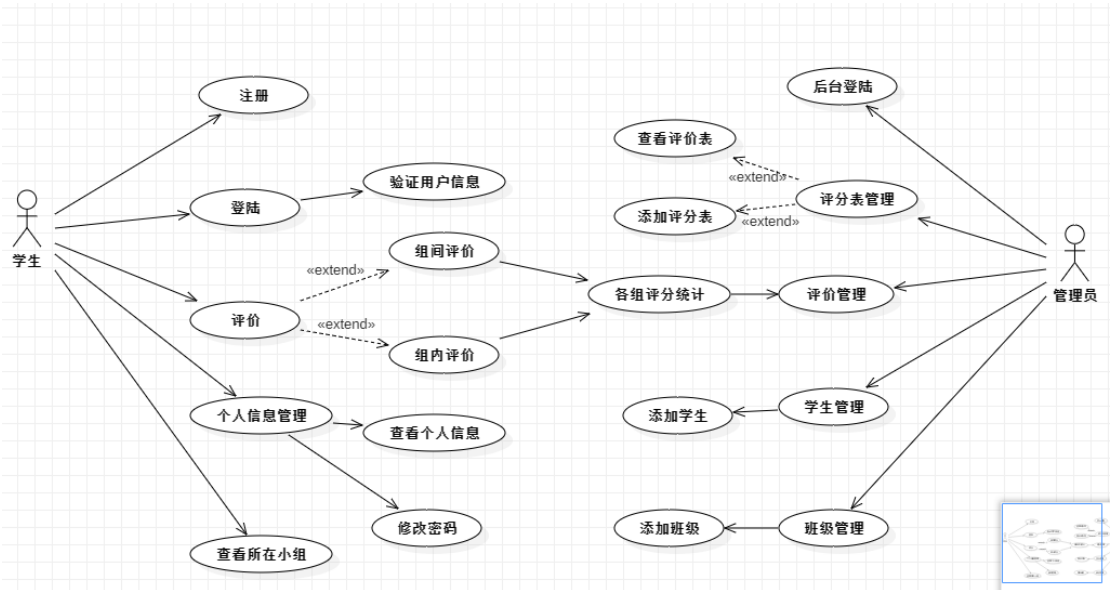 注册
后台登陆
查看评价表
«extend»
验证用户信息
登陆
评分表管理
添加评分表
«extend»
学生
组间评价
«extend»
各组评分统计
评价管理
管理员
评价
«extend»
组内评价
个人信息管理
查看个人信息
添加学生
学生管理
修改密码
添加班级
班级管理
查看所在小组